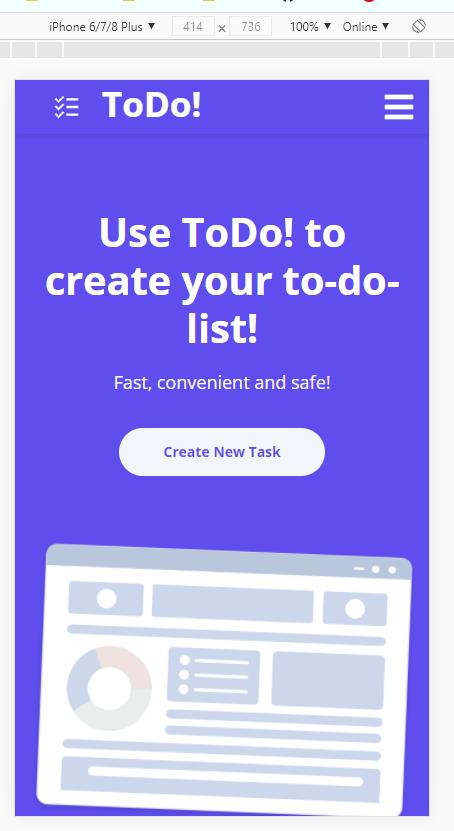 iPhone 6/7/8 Plus ▼ 414 × 736 100% ▼ Online ▼
ToDo!
Use ToDo! to
create your to-do-
list!
Fast, convenient and safe!
Create New Task